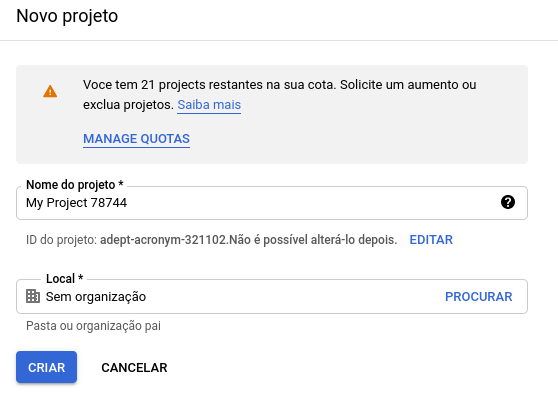 Novo projeto
Voce tem 21 projects restantes na sua cota. Solicite um aumento ou
exclua projetos. Saiba mais
MANAGE QUOTAS
Nome do projeto *
My Project 78744
ID do projeto: adept-acronym-321102.Não é possível alterá-lo depois. EDITAR
Local *
Sem organização PROCURAR
Pasta ou organização pai
CRIAR CANCELAR